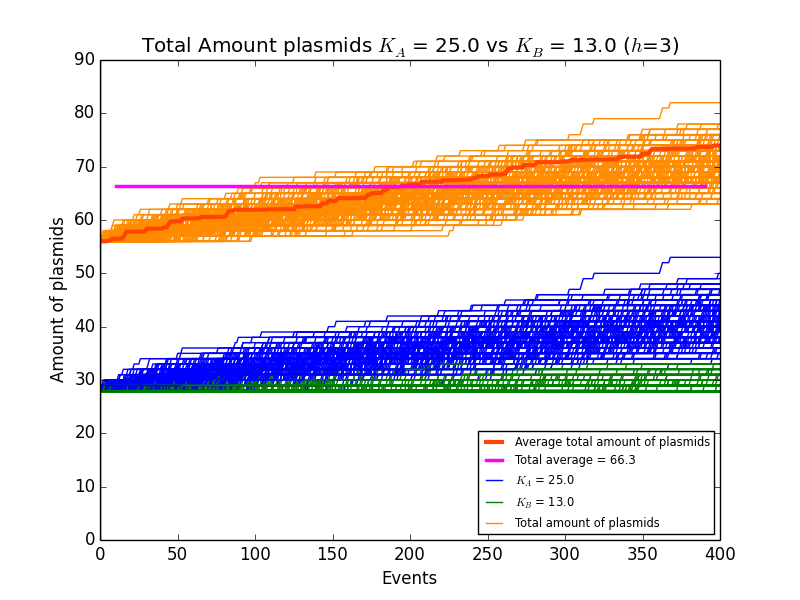 Total Amount plasmids K_A = 25.0 vs K_B = 13.0 (h=3)
90
80
70
60
50
40
30
20
10
0
Amount of plasmids
Average total amount of plasmids
Total average = 66.3
K_A = 25.0
K_B = 13.0
Total amount of plasmids
0 50 100 150 200 250 300 350 400
Events